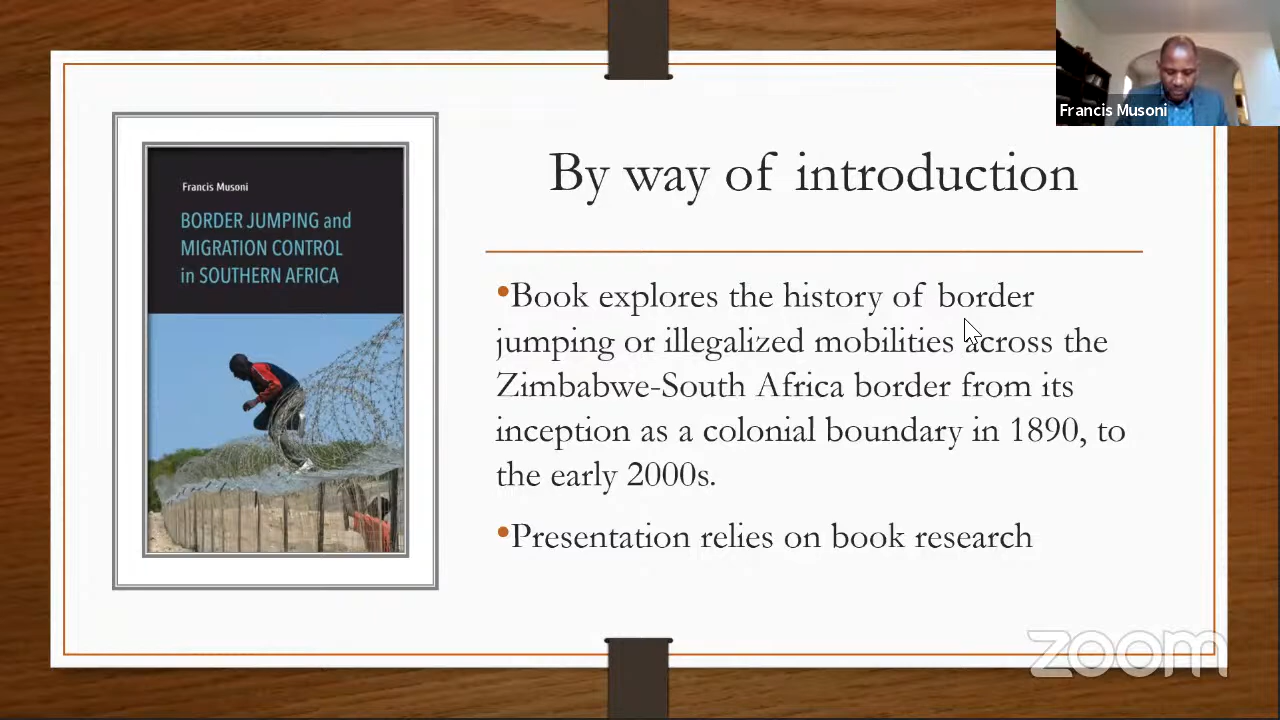 Francis Musoni
Francis Musoni
BORDER JUMPING and
MIGRATION CONTROL
in SOUTHERN AFRICA
By way of introduction
•Book explores the history of border
jumping or illegalized mobilities across the
Zimbabwe-South Africa border from its
inception as a colonial boundary in 1890, to
the early 2000s.
•Presentation relies on book research
zoom